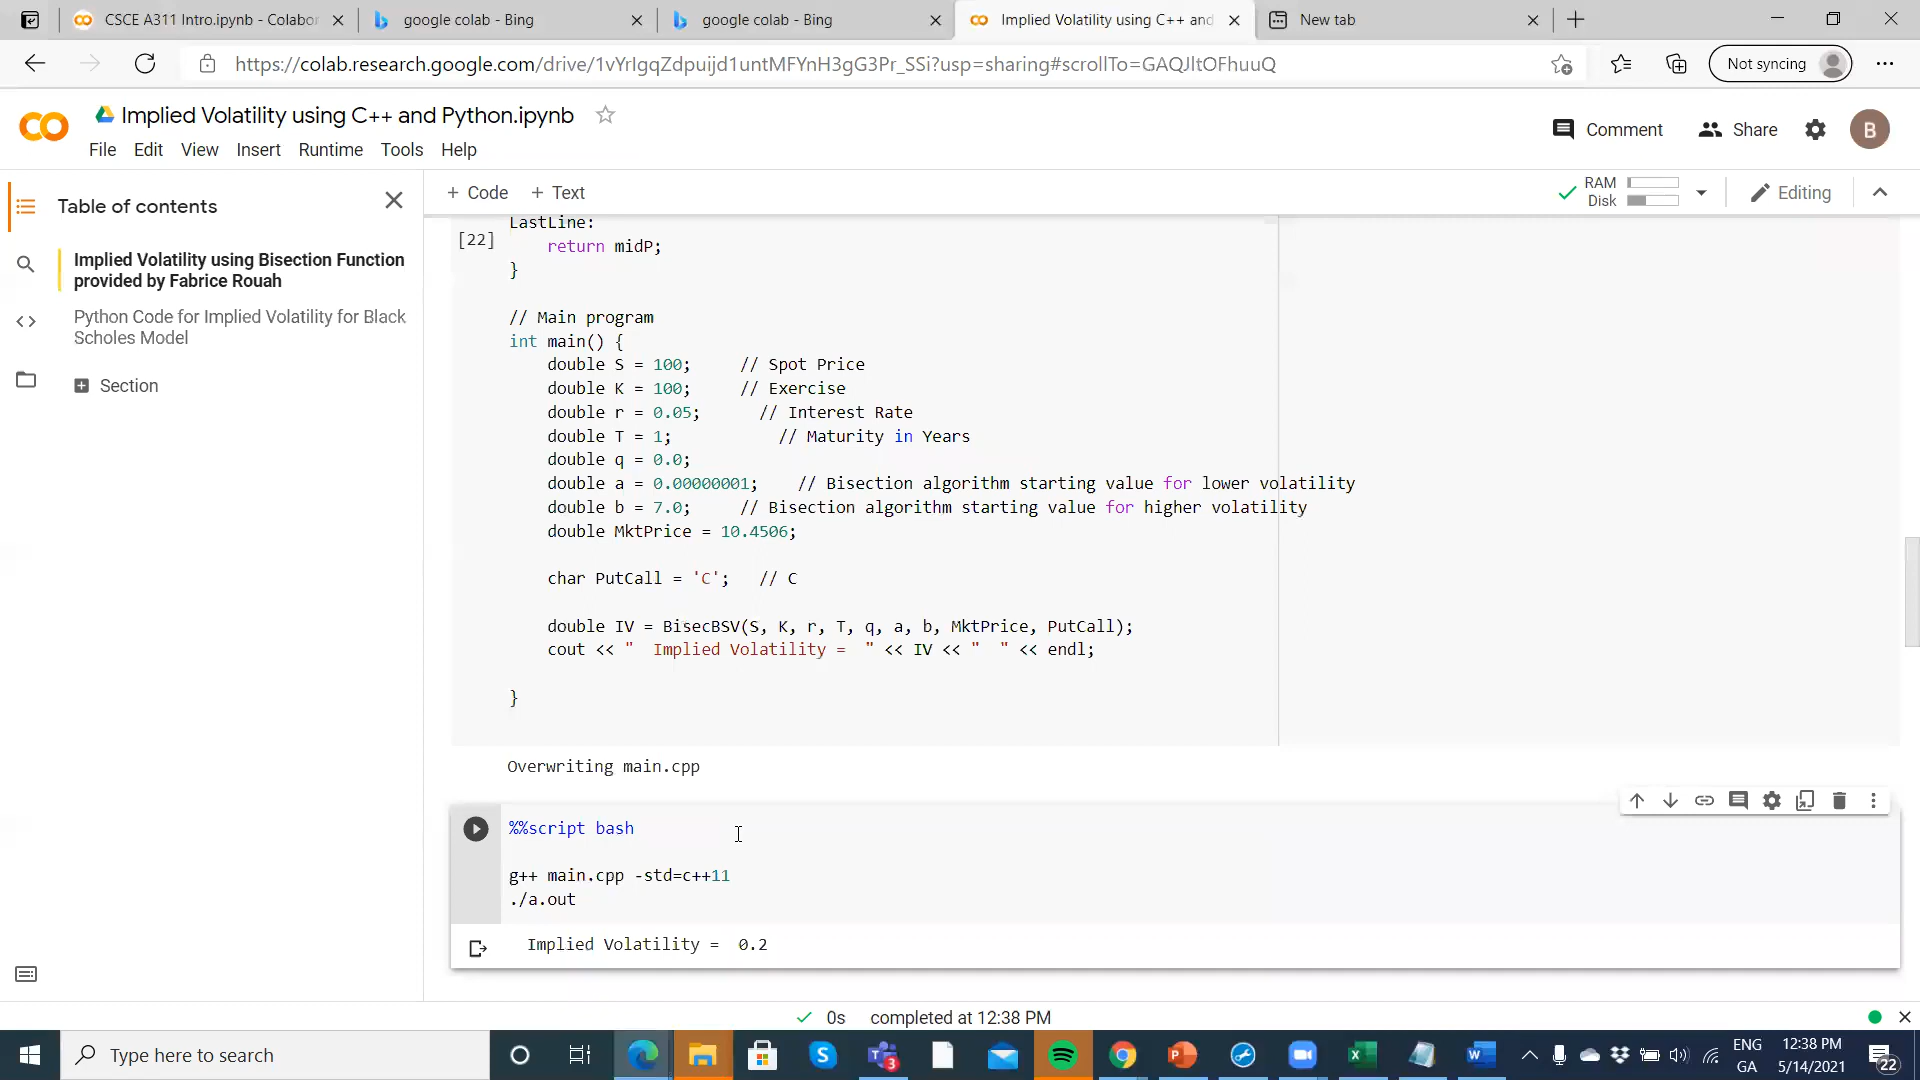 CSCE A311 Intro.ipynb - Colabor
google colab - Bing
google colab - Bing
Implied Volatility using C++ and
New tab
https://colab.research.google.com/drive/1vYrIgqZdpuijd1untMFYnH3gG3Pr_SSi?usp=sharing#scrollTo=GAQJltOFhuuQ
Not syncing
Implied Volatility using C++ and Python.ipynb
File Edit View Insert Runtime Tools Help
Comment
Share
B
Table of contents
Implied Volatility using Bisection Function
provided by Fabrice Rouah
Python Code for Implied Volatility for Black
Scholes Model
Section
+ Code + Text
RAM
Disk
Editing
[22]
LastLine:
return midP;
}
// Main program
int main() {
double S = 100; // Spot Price
double K = 100; // Exercise
double r = 0.05; // Interest Rate
double T = 1; // Maturity in Years
double q = 0.0;
double a = 0.00000001; // Bisection algorithm starting value for lower volatility
double b = 7.0; // Bisection algorithm starting value for higher volatility
double MktPrice = 10.4506;
char PutCall = 'C'; // C
double IV = BisecBSV(S, K, r, T, q, a, b, MktPrice, PutCall);
cout << "  Implied Volatility =  " << IV << "  " << endl;
}
Overwriting main.cpp
%%script bash
g++ main.cpp -std=c++11
./a.out
Implied Volatility =  0.2
0s completed at 12:38 PM
Type here to search
3
ENG
GA
12:38 PM
5/14/2021
22